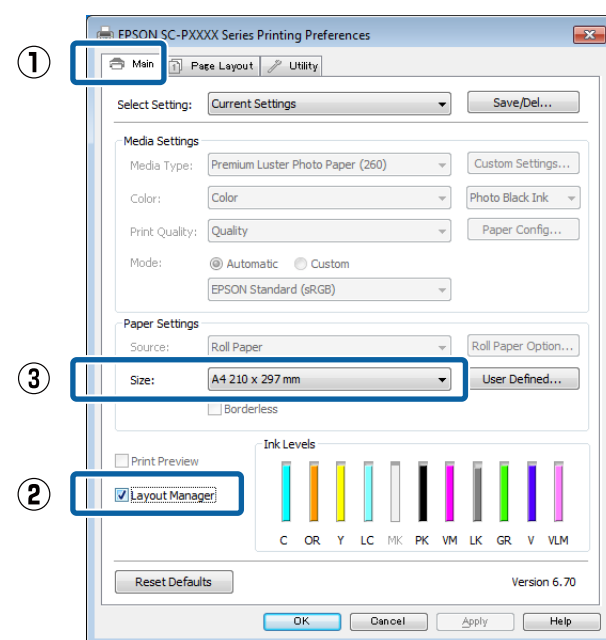 EPSON SC-PXXXX Series Printing Preferences
①
Main Page Layout Utility
Select Setting: Current Settings Save/Del...
Media Settings
Media Type: Premium Luster Photo Paper (260) Custom Settings...
Color: Color Photo Black Ink
Print Quality: Quality Paper Config...
Mode: Automatic Custom
EPSON Standard (sRGB)
Paper Settings
Source: Roll Paper Roll Paper Option...
③
Size: A4 210 x 297 mm User Defined...
Borderless
Ink Levels
Print Preview
②
Layout Manager
C OR Y LC MK PK VM LK GR V VLM
Reset Defaults Version 6.70
OK Cancel Apply Help